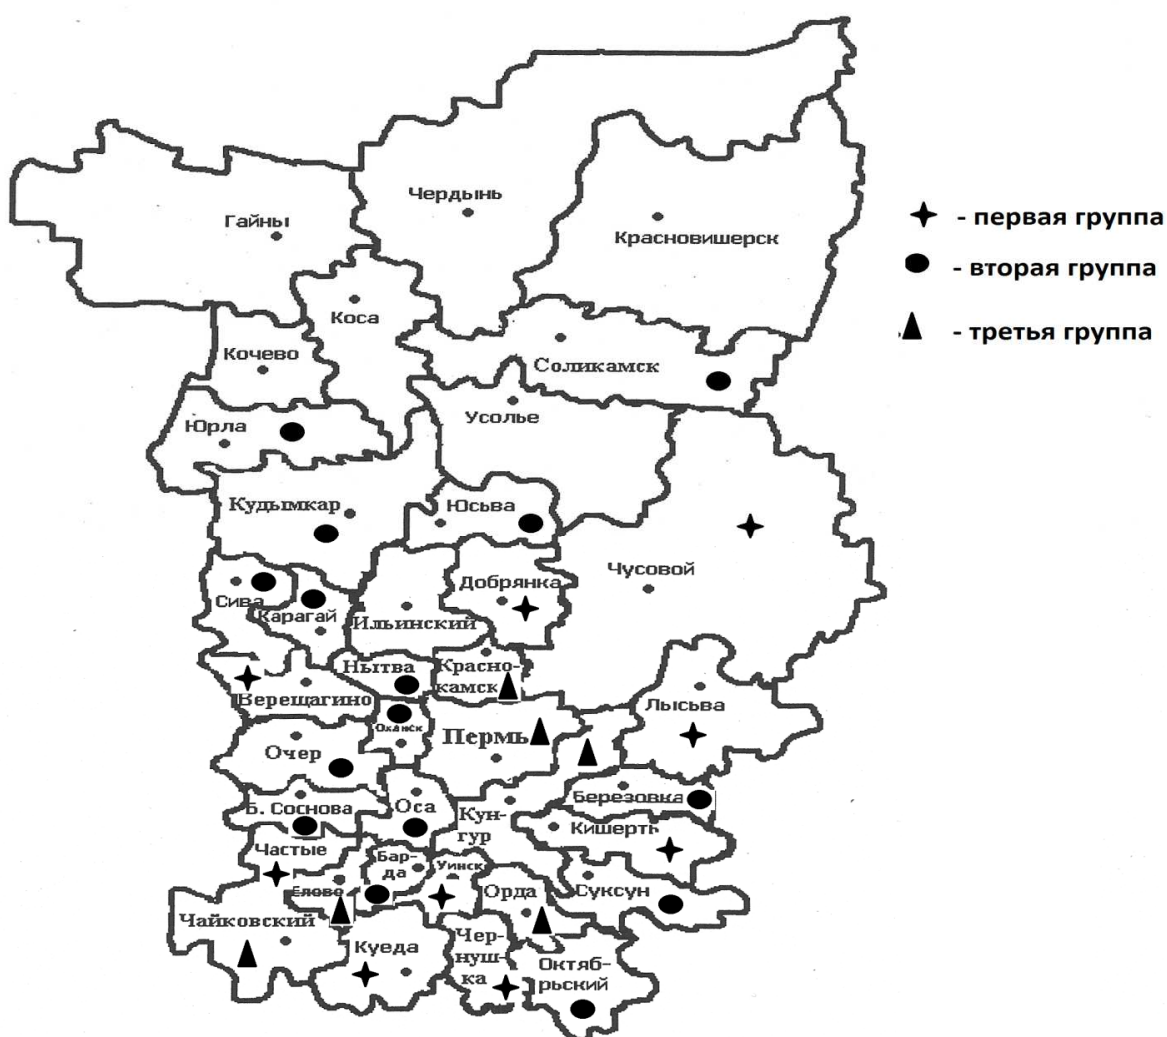 Чердынь
Гайны
Красновишерск
- первая группа
- вторая группа
- третья группа
Коса
Кочево
Соликамск
Усолье
Юрла
Кудымкар
Юсьва
Чусовой
Добрянка
Сива
Карагай
Ильинский
Нытва
Красно-
камск
Верещагино
Лысьва
Оханск
Пермь
Очер
Березовка
Б. Соснова
Оса
Кун-
гур
Кишерть
Частые
Бар-
да
Уинск
Елово
Орда
Суксун
Чайковский
Куеда
Чер-
нуш-
ка
Октяб-
рьский